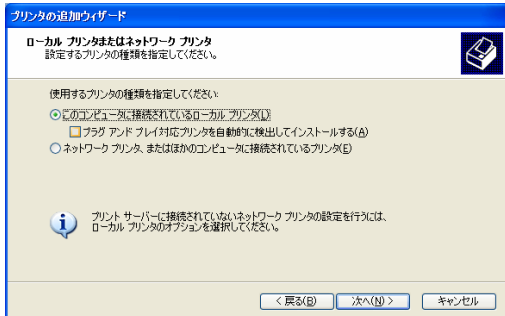 プリンタの追加ウィザード
ローカル プリンタまたはネットワーク プリンタ
設定するプリンタの種類を指定してください。
使用するプリンタの種類を指定してください:
このコンピュータに接続されているローカル プリンタ(L)
プラグ アンド プレイ対応プリンタを自動的に検出してインストールする(A)
ネットワーク プリンタ、またはほかのコンピュータに接続されているプリンタ(E)
プリント サーバーに接続されていないネットワーク プリンタの設定を行うには、
ローカル プリンタのオプションを選択してください。
< 戻る(B) 次へ(N) > キャンセル